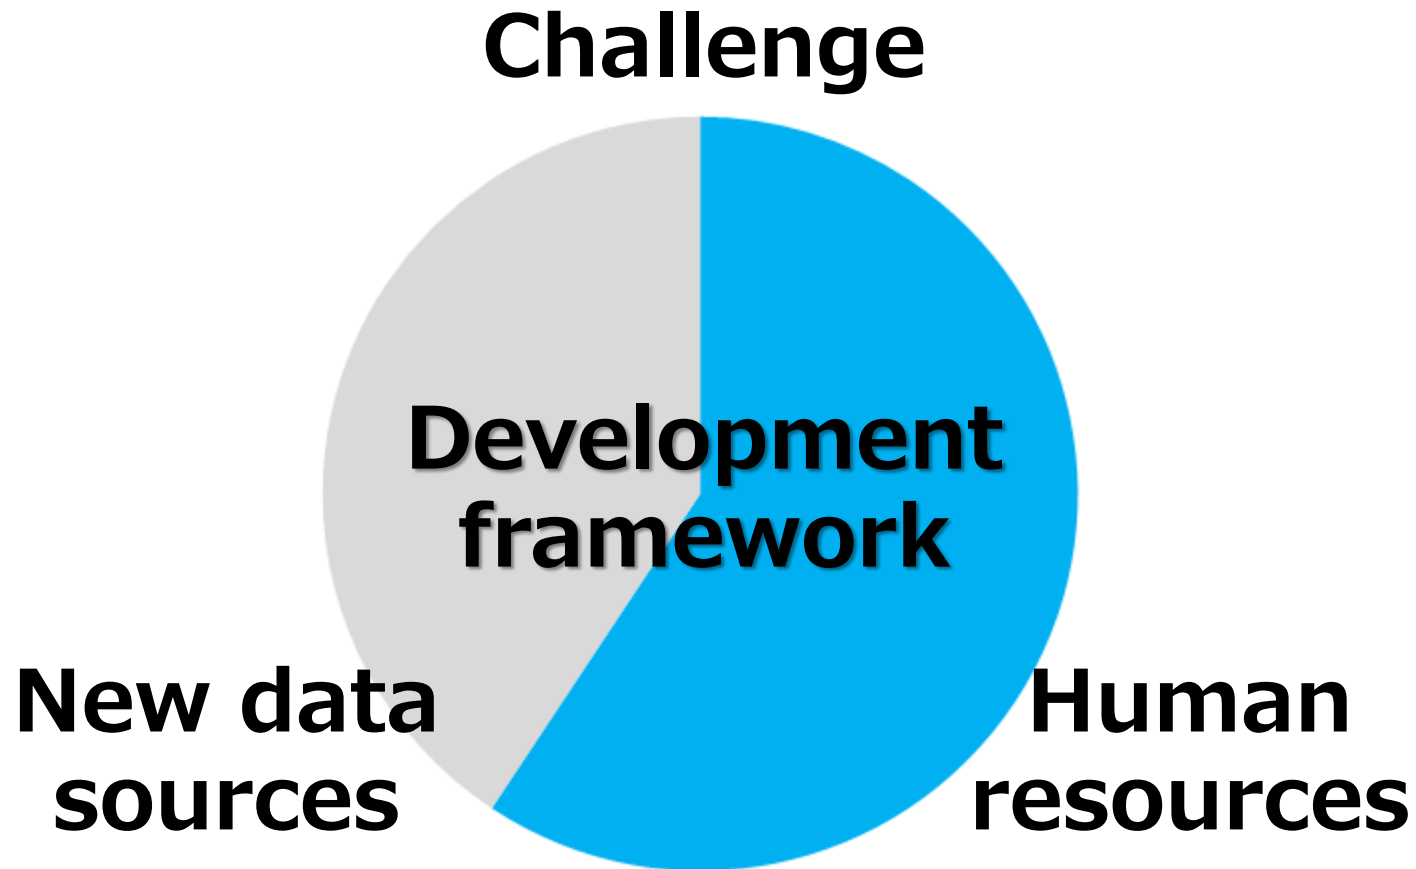 Challenge
Development
framework
New data
sources
Human
resources